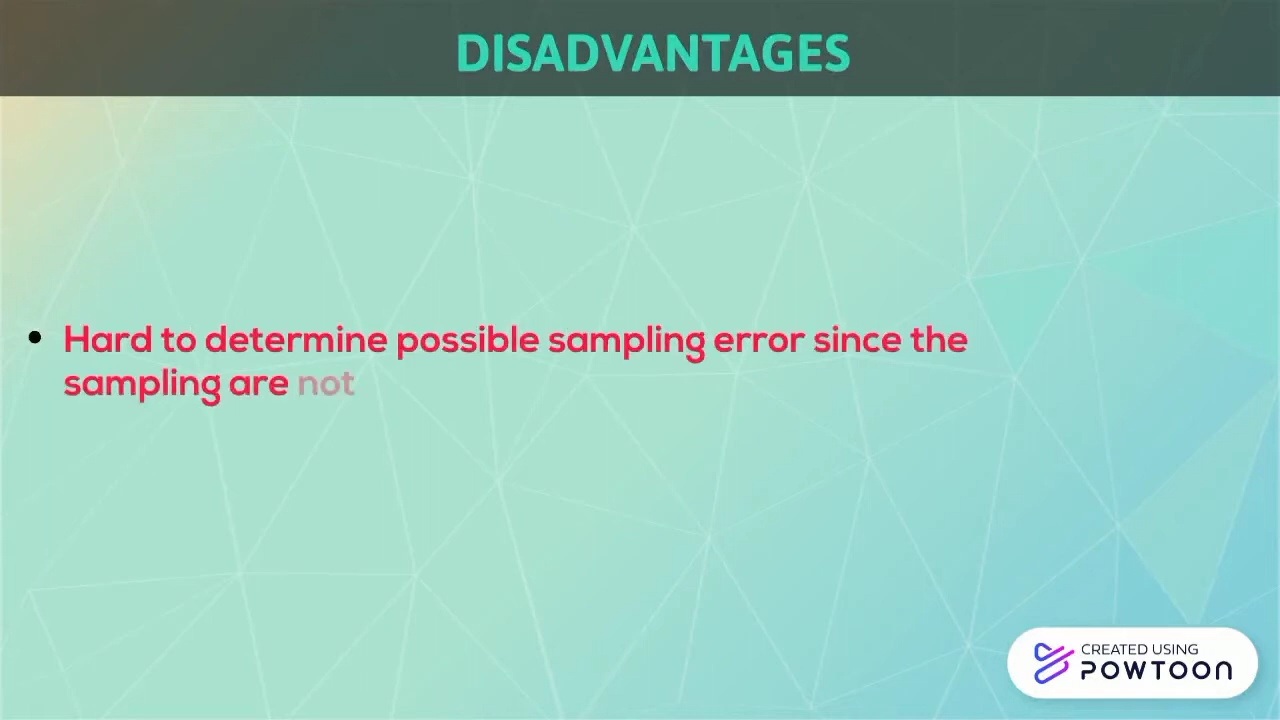 DISADVANTAGES
• Hard to determine possible sampling error since the
sampling are not
CREATED USING
POWTOON